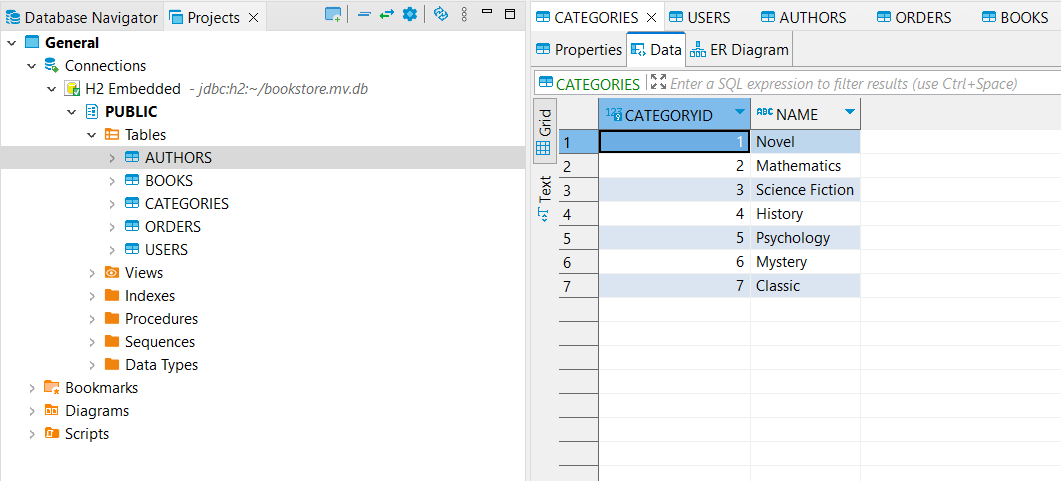 Database Navigator Projects
General
Connections
H2 Embedded - jdbc:h2:~/bookstore.mv.db
PUBLIC
Tables
AUTHORS
BOOKS
CATEGORIES
ORDERS
USERS
Views
Indexes
Procedures
Sequences
Data Types
Bookmarks
Diagrams
Scripts
CATEGORIES USERS AUTHORS ORDERS BOOKS
Properties Data ER Diagram
CATEGORIES Enter a SQL expression to filter results (use Ctrl+Space)
Grid
Text
123 CATEGORYID ABC NAME
1 1 Novel
2 2 Mathematics
3 3 Science Fiction
4 4 History
5 5 Psychology
6 6 Mystery
7 7 Classic